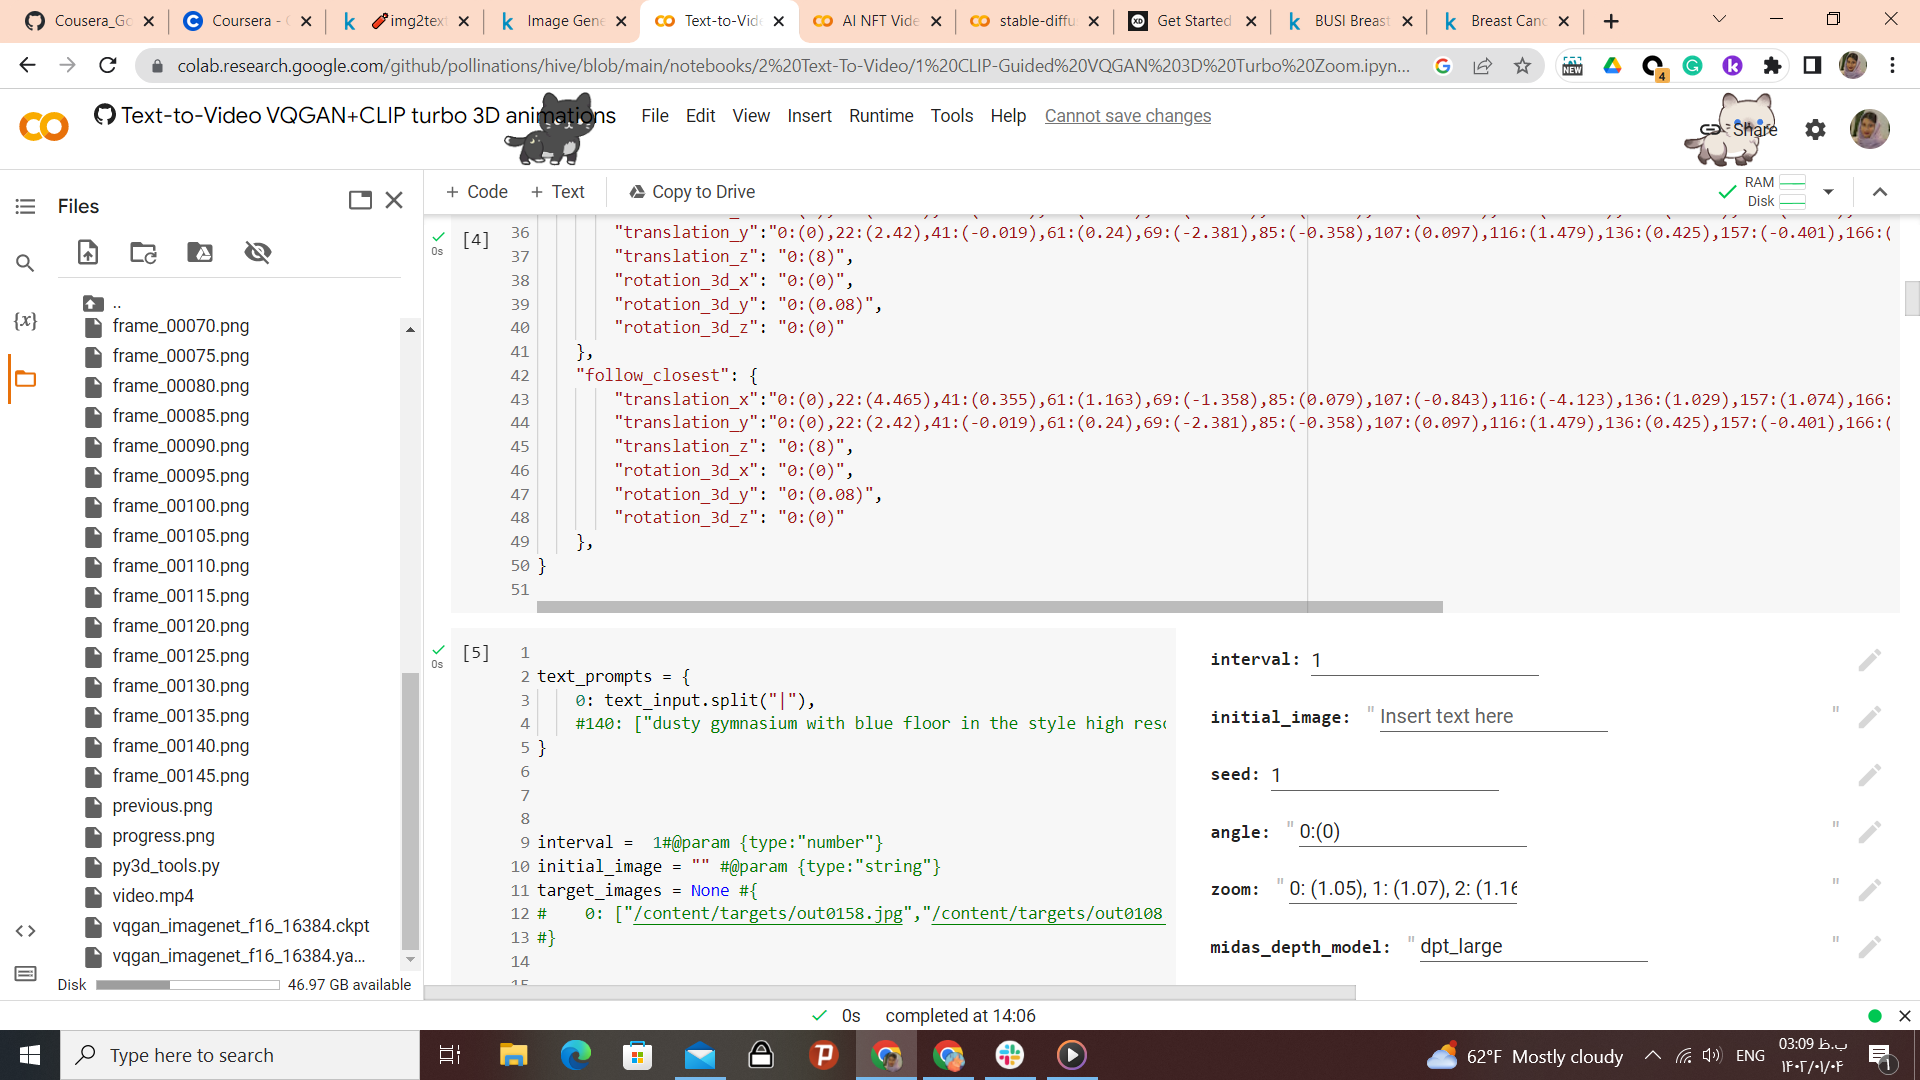 Cousera_Go
Coursera - 
img2text
Image Gene
Text-to-Vide
AI NFT Vide
stable-diffu
Get Started
BUSI Breast
Breast Canc
colab.research.google.com/github/pollinations/hive/blob/main/notebooks/2%20Text-To-Video/1%20CLIP-Guided%20VQGAN%203D%20Turbo%20Zoom.ipyn...
NEW
4
Text-to-Video VQGAN+CLIP turbo 3D animations
File Edit View Insert Runtime Tools Help Cannot save changes
Share
Files
+ Code + Text Copy to Drive
RAM
Disk
..
frame_00070.png
frame_00075.png
frame_00080.png
frame_00085.png
frame_00090.png
frame_00095.png
frame_00100.png
frame_00105.png
frame_00110.png
frame_00115.png
frame_00120.png
frame_00125.png
frame_00130.png
frame_00135.png
frame_00140.png
frame_00145.png
previous.png
progress.png
py3d_tools.py
video.mp4
vqgan_imagenet_f16_16384.ckpt
vqgan_imagenet_f16_16384.ya...
Disk 46.97 GB available
[4]
0s
36 "translation_y":"0:(0),22:(2.42),41:(-0.019),61:(0.24),69:(-2.381),85:(-0.358),107:(0.097),116:(1.479),136:(0.425),157:(-0.401),166:(
37 "translation_z": "0:(8)",
38 "rotation_3d_x": "0:(0)",
39 "rotation_3d_y": "0:(0.08)",
40 "rotation_3d_z": "0:(0)"
41 },
42 "follow_closest": {
43 "translation_x":"0:(0),22:(4.465),41:(0.355),61:(1.163),69:(-1.358),85:(0.079),107:(-0.843),116:(-4.123),136:(1.029),157:(1.074),166:
44 "translation_y":"0:(0),22:(2.42),41:(-0.019),61:(0.24),69:(-2.381),85:(-0.358),107:(0.097),116:(1.479),136:(0.425),157:(-0.401),166:(
45 "translation_z": "0:(8)",
46 "rotation_3d_x": "0:(0)",
47 "rotation_3d_y": "0:(0.08)",
48 "rotation_3d_z": "0:(0)"
49 },
50 }
51
[5]
0s
1
2 text_prompts = {
3 0: text_input.split("|"),
4 #140: ["dusty gymnasium with blue floor in the style high reso
5 }
6
7
8
9 interval = 1#@param {type:"number"}
10 initial_image = "" #@param {type:"string"}
11 target_images = None #{
12 # 0: ["/content/targets/out0158.jpg","/content/targets/out0108
13 #}
14
15
interval: 1
initial_image: " Insert text here "
seed: 1
angle: " 0:(0) "
zoom: " 0: (1.05), 1: (1.07), 2: (1.16 "
midas_depth_model: " dpt_large "
0s completed at 14:06
Type here to search
62°F Mostly cloudy
ENG
03:09 ب.ظ
۱۴۰۲/۰۱/۰۴
۱